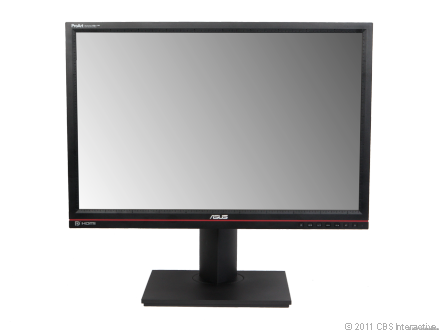 ProArt
ASUS
HDMI
© 2011 CBS Interactive